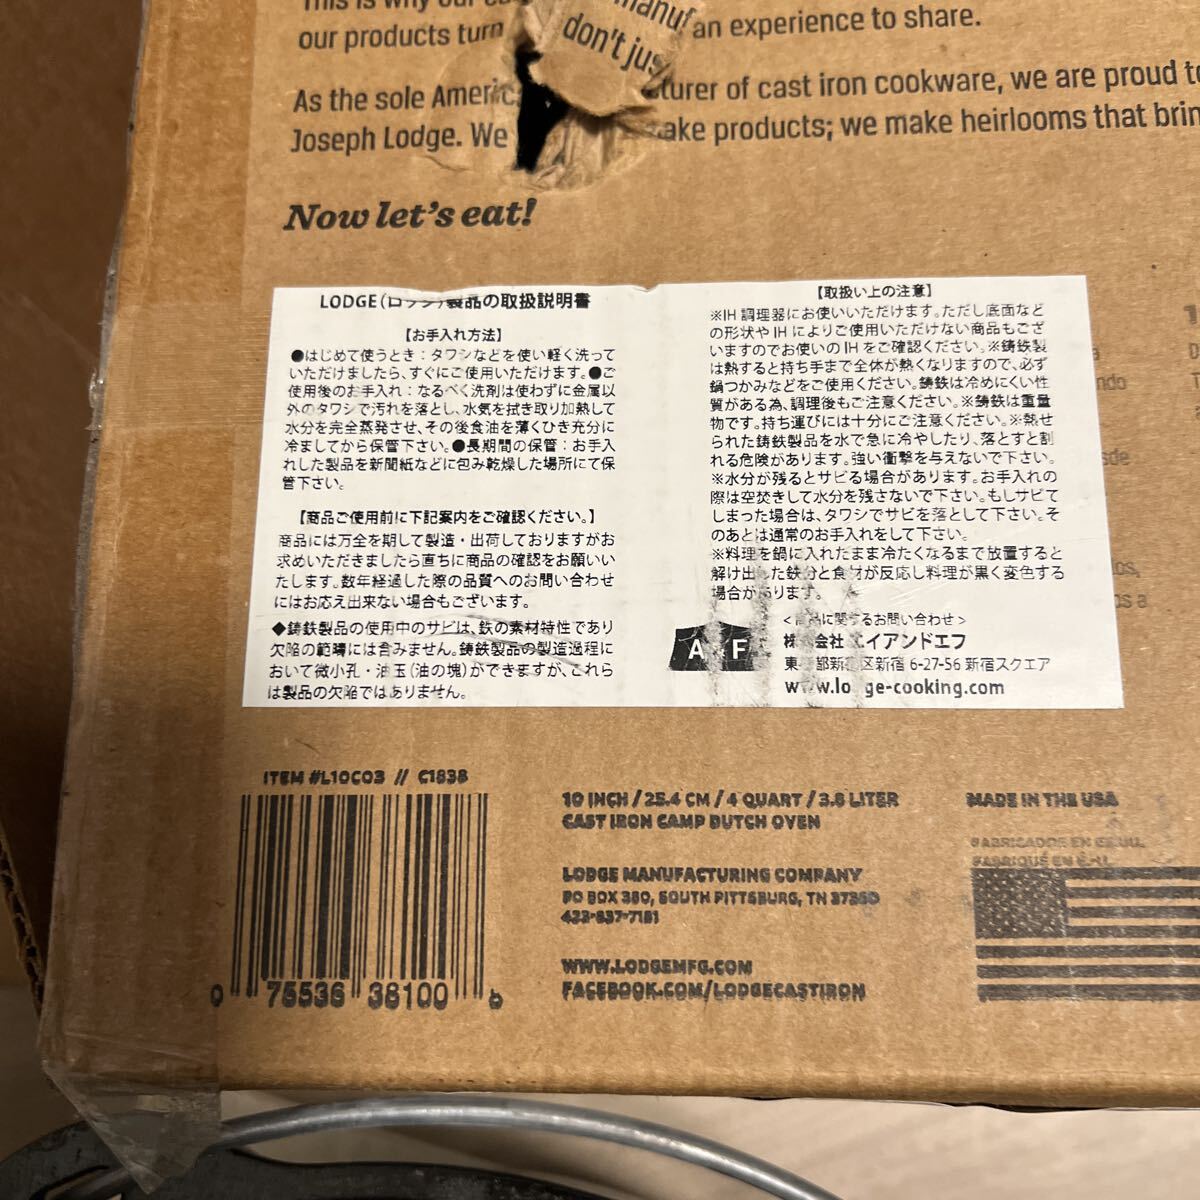 This is why our
our products turn
manuf
don't jus
an experience to share.
As the sole Americ
turer of cast iron cookware, we are proud to
Joseph Lodge. We
ake products; we make heirlooms that brin
Now let's eat!
LODGE(ロッジ)製品の取扱説明書
【お手入れ方法】
●はじめて使うとき：タワシなどを使い軽く洗って
いただけましたら、すぐにご使用いただけます。●ご
使用後のお手入れ：なるべく洗剤は使わずに金属以
外のタワシで汚れを落とし、水気を拭き取り加熱して
水分を完全蒸発させ、その後食油を薄くひき充分に
冷ましてから保管下さい。●長期間の保管：お手入
れした製品を新聞紙などに包み乾燥した場所にて保
管下さい。
【商品ご使用前に下記案内をご確認ください。】
商品には万全を期して製造・出荷しておりますがお
求めいただきましたら直ちに商品の確認をお願いい
たします。数年経過した際の品質へのお問い合わせ
にはお応え出来ない場合もございます。
◆鋳鉄製品の使用中のサビは、鉄の素材特性であり
欠陥の範疇には含みません。鋳鉄製品の製造過程に
おいて微小孔・油玉（油の塊）ができますが、これら
は製品の欠陥ではありません。
【取扱い上の注意】
※IH 調理器にお使いいただけます。ただし底面など
の形状や IH によりご使用いただけない商品もござ
いますのでお使いの IH をご確認ください。※鋳鉄製
は熱すると持ち手まで全体が熱くなりますので、必ず
鍋つかみなどをご使用ください。鋳鉄は冷めにくい性
質がある為、調理後もご注意ください。※鋳鉄は重量
物です。持ち運びには十分にご注意ください。※熱せ
られた鋳鉄製品を水で急に冷やしたり、落とすと割
れる危険があります。強い衝撃を与えないで下さい。
※水分が残るとサビる場合があります。お手入れの
際は空焚きして水分を残さないで下さい。もしサビて
しまった場合は、タワシでサビを落として下さい。そ
のあとは通常のお手入れをして下さい。
※料理を鍋に入れたまま冷たくなるまで放置すると
解け出した鉄分と食材が反応し料理が黒く変色する
場合があります。
＜商品に関するお問い合わせ＞
A F
株式会社エイアンドエフ
東京都新宿区新宿 6-27-56 新宿スクエア
www.lodge-cooking.com
ITEM #L10CO3 // C1838
0 75536 38100 6
10 INCH / 25.4 CM / 4 QUART / 3.8 LITER
CAST IRON CAMP DUTCH OVEN
LODGE MANUFACTURING COMPANY
PO BOX 380, SOUTH PITTSBURG, TN 37380
423-837-7181
WWW.LODGEMFG.COM
FACEBOOK.COM/LODGECASTIRON
MADE IN THE USA
FABRICADOR EN EE.UU.
FABRIQUÉ EN É.-U.